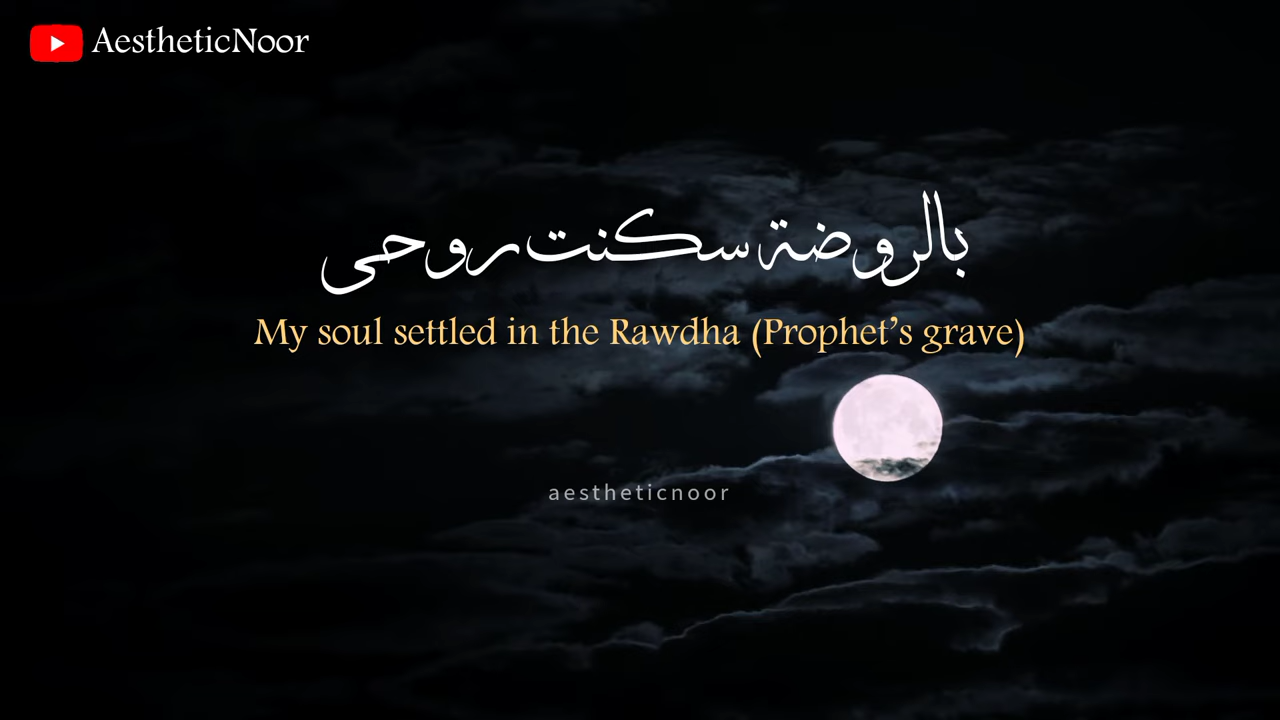 AestheticNoor
بالروضة سكنت روحي
My soul settled in the Rawdha (Prophet’s grave)
aestheticnoor